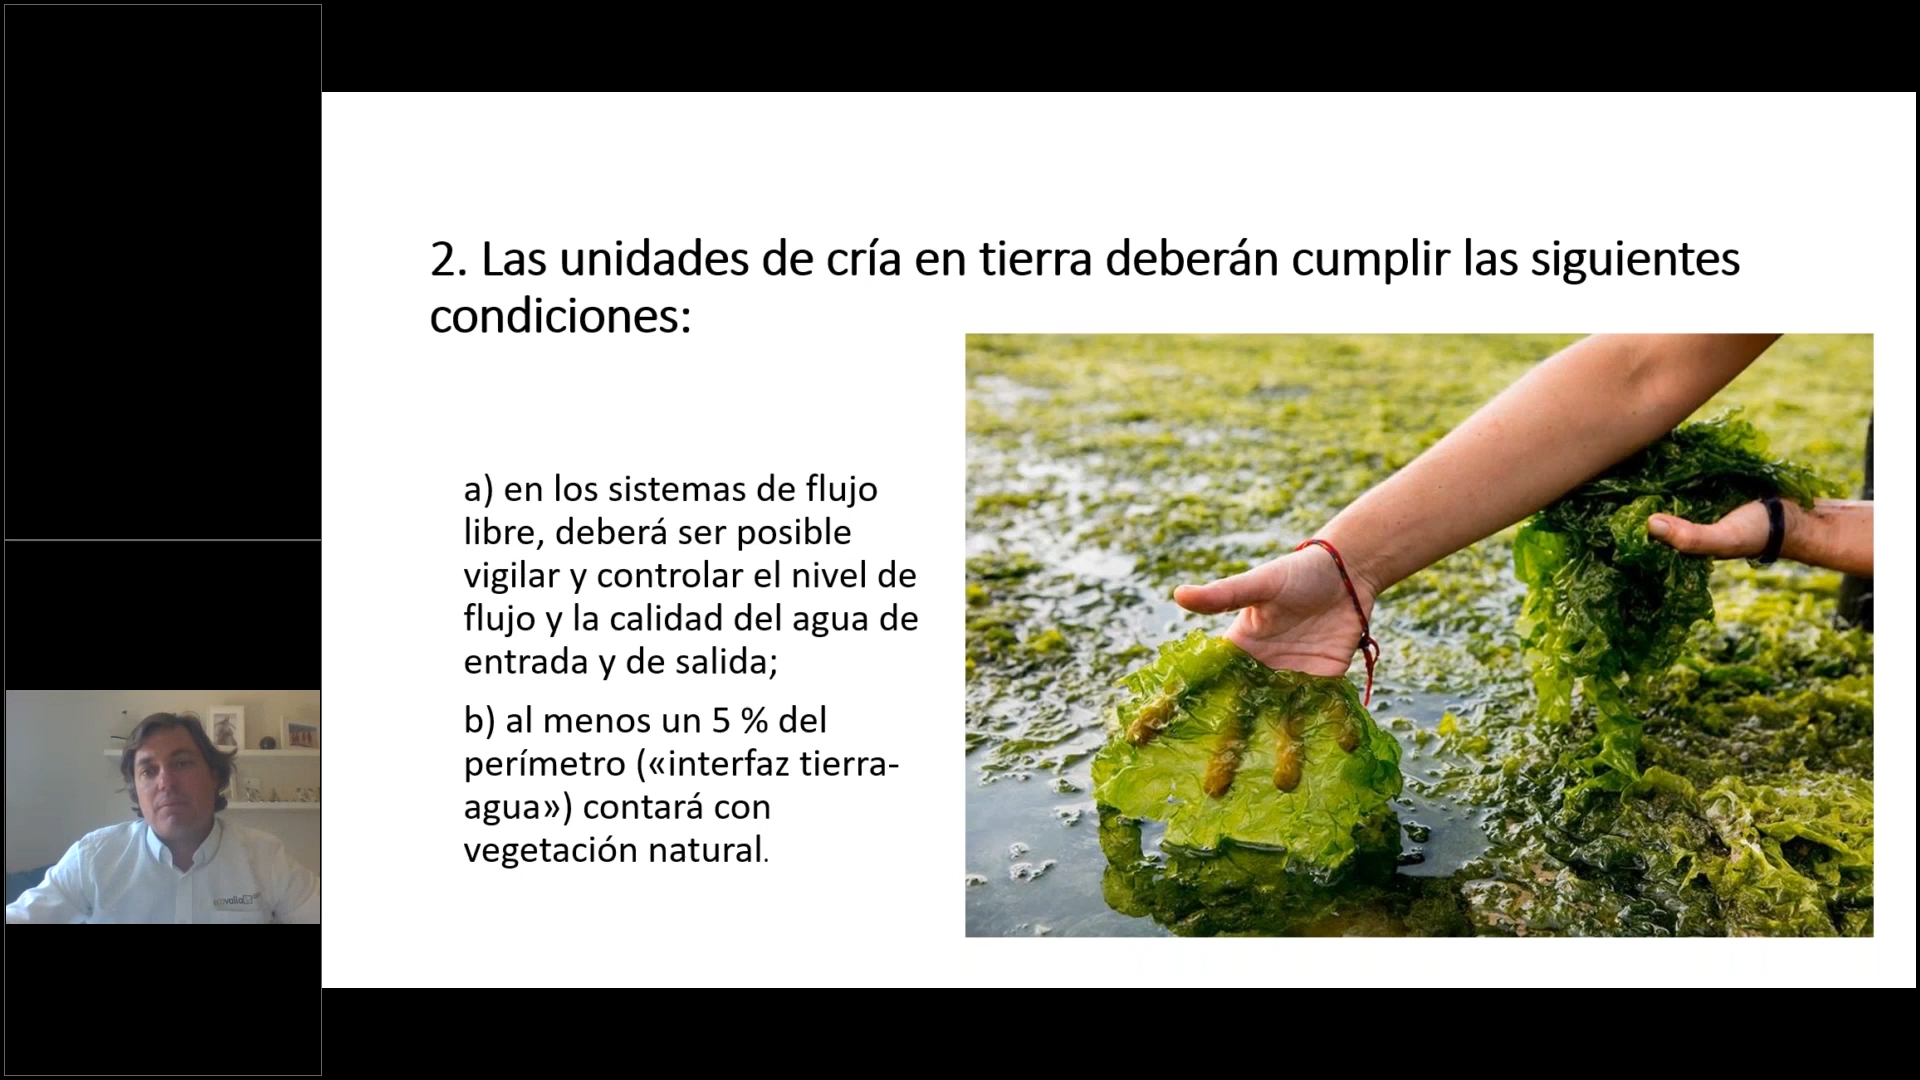 2. Las unidades de cría en tierra deberán cumplir las siguientes
condiciones:
a) en los sistemas de flujo
libre, deberá ser posible
vigilar y controlar el nivel de
flujo y la calidad del agua de
entrada y de salida;
b) al menos un 5 % del
perímetro («interfaz tierra-
agua») contará con
vegetación natural.